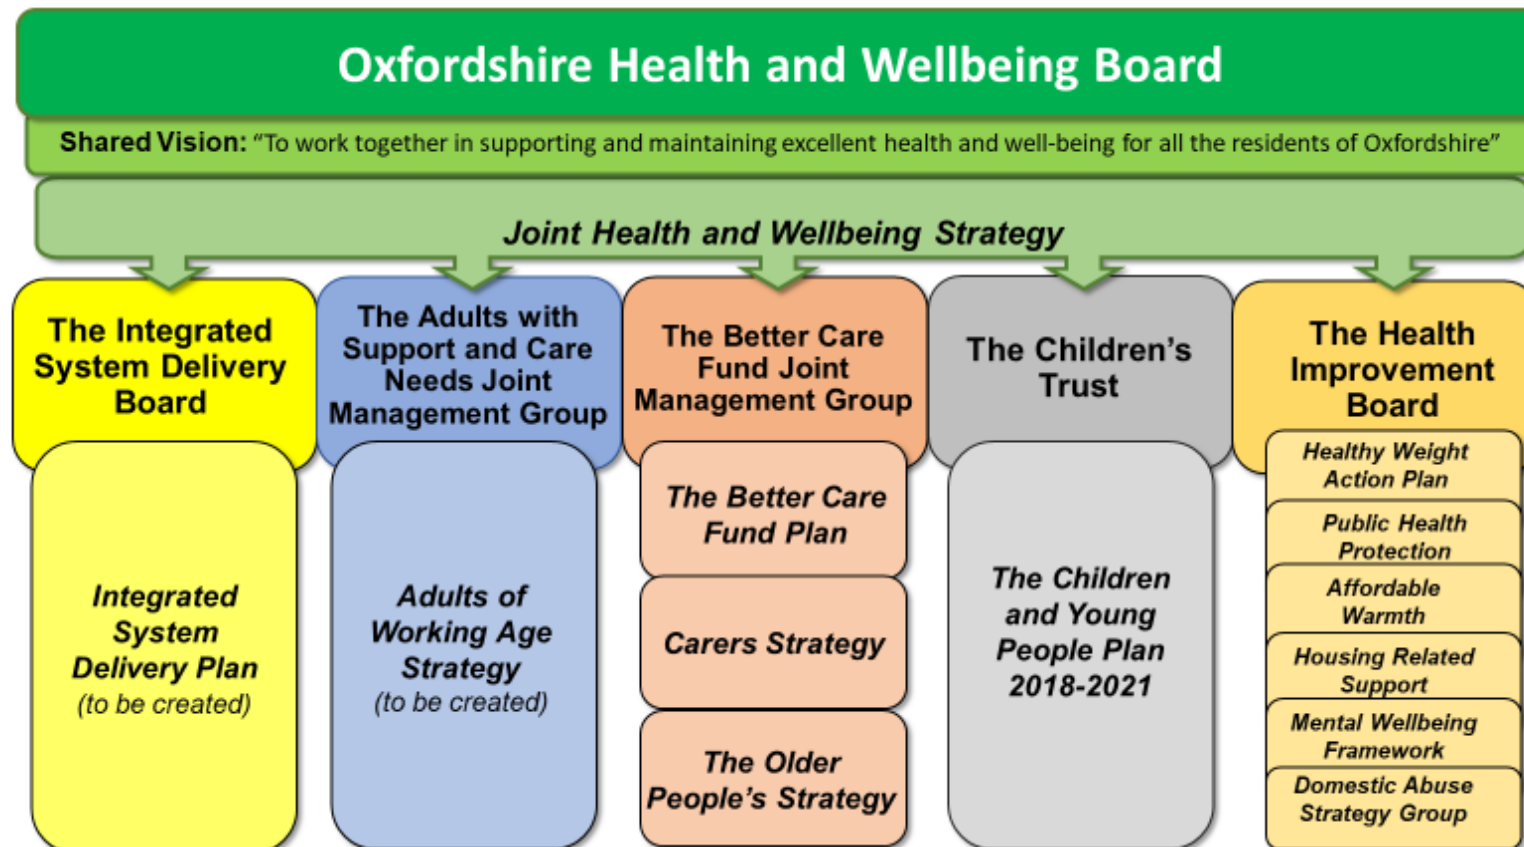 Oxfordshire Health and Wellbeing Board
Shared Vision: “To work together in supporting and maintaining excellent health and well-being for all the residents of Oxfordshire”
Joint Health and Wellbeing Strategy
The Integrated
System Delivery
Board
Integrated
System
Delivery Plan
(to be created)
The Adults with
Support and Care
Needs Joint
Management Group
Adults of
Working Age
Strategy
(to be created)
The Better Care
Fund Joint
Management Group
The Better Care
Fund Plan
Carers Strategy
The Older
People’s Strategy
The Children’s
Trust
The Children
and Young
People Plan
2018-2021
The Health
Improvement
Board
Healthy Weight
Action Plan
Public Health
Protection
Affordable
Warmth
Housing Related
Support
Mental Wellbeing
Framework
Domestic Abuse
Strategy Group